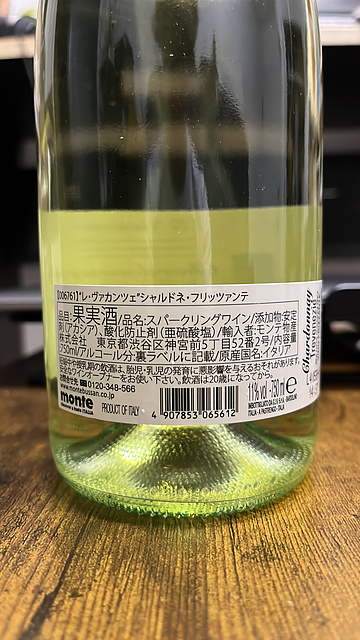 [006761]"レ・ヴァカンツェ"シャルドネ・フリッツァンテ
品目:果実酒/品名:スパークリングワイン/添加物:安定
剤(アカシア)、酸化防止剤(亜硫酸塩)/輸入者:モンテ物産
株式会社 東京都渋谷区神宮前5丁目52番2号/内容量
750ml/アルコール分:裏ラベルに記載/原産国名:イタリア
妊娠中や授乳期の飲酒は、胎児・乳児の発育に悪影響を与えるおそれがあります
をお使い下さい。飲酒は20歳になってから。
0120-348-566
www.montebussan.co.jp
monte
PRODUCT OF ITALY
4 907853 065612
11% vol - 750 ml e
ITALIA - A PASTRENGO - ITALIA
Chardonnay